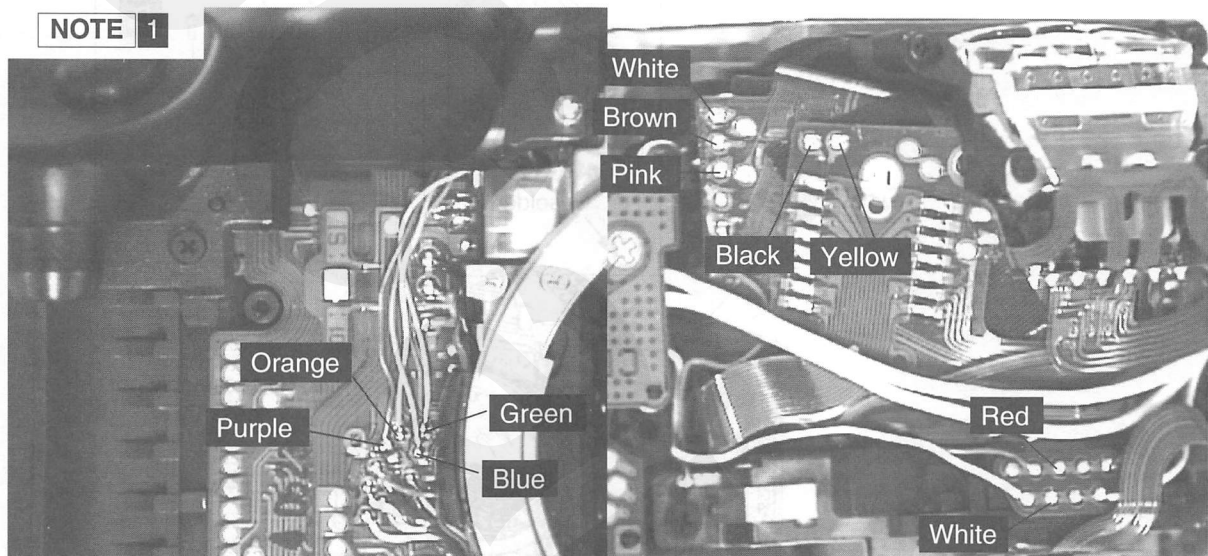 NOTE 1
White
Brown
Pink
Black
Yellow
Orange
Green
Purple
Blue
Red
White